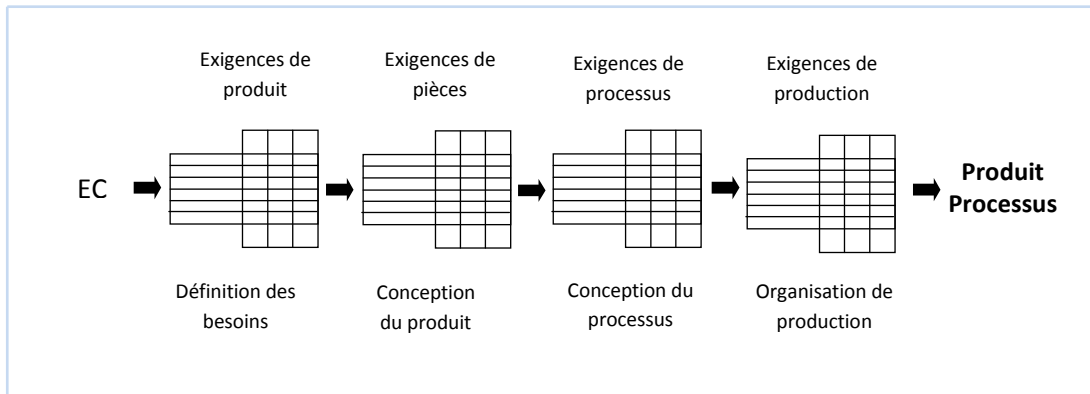 Exigences de
produit
Exigences de
pièces
Exigences de
processus
Exigences de
production
EC
Produit
Processus
Définition des
besoins
Conception
du produit
Conception du
processus
Organisation de
production